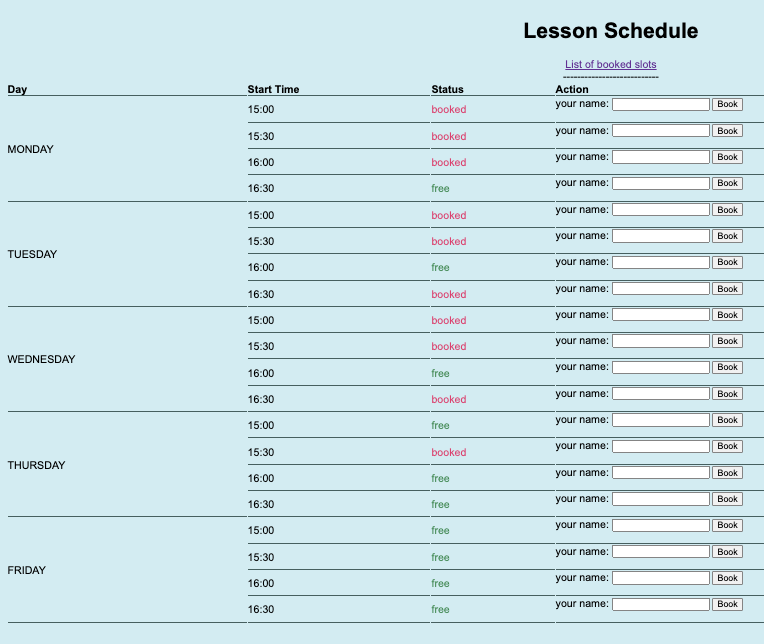 Lesson Schedule
List of booked slots
---------------------------
Day Start Time Status Action
MONDAY
15:00 booked your name: Book
15:30 booked your name: Book
16:00 booked your name: Book
16:30 free your name: Book
TUESDAY
15:00 booked your name: Book
15:30 booked your name: Book
16:00 free your name: Book
16:30 booked your name: Book
WEDNESDAY
15:00 booked your name: Book
15:30 booked your name: Book
16:00 free your name: Book
16:30 booked your name: Book
THURSDAY
15:00 free your name: Book
15:30 booked your name: Book
16:00 free your name: Book
16:30 free your name: Book
FRIDAY
15:00 free your name: Book
15:30 free your name: Book
16:00 free your name: Book
16:30 free your name: Book